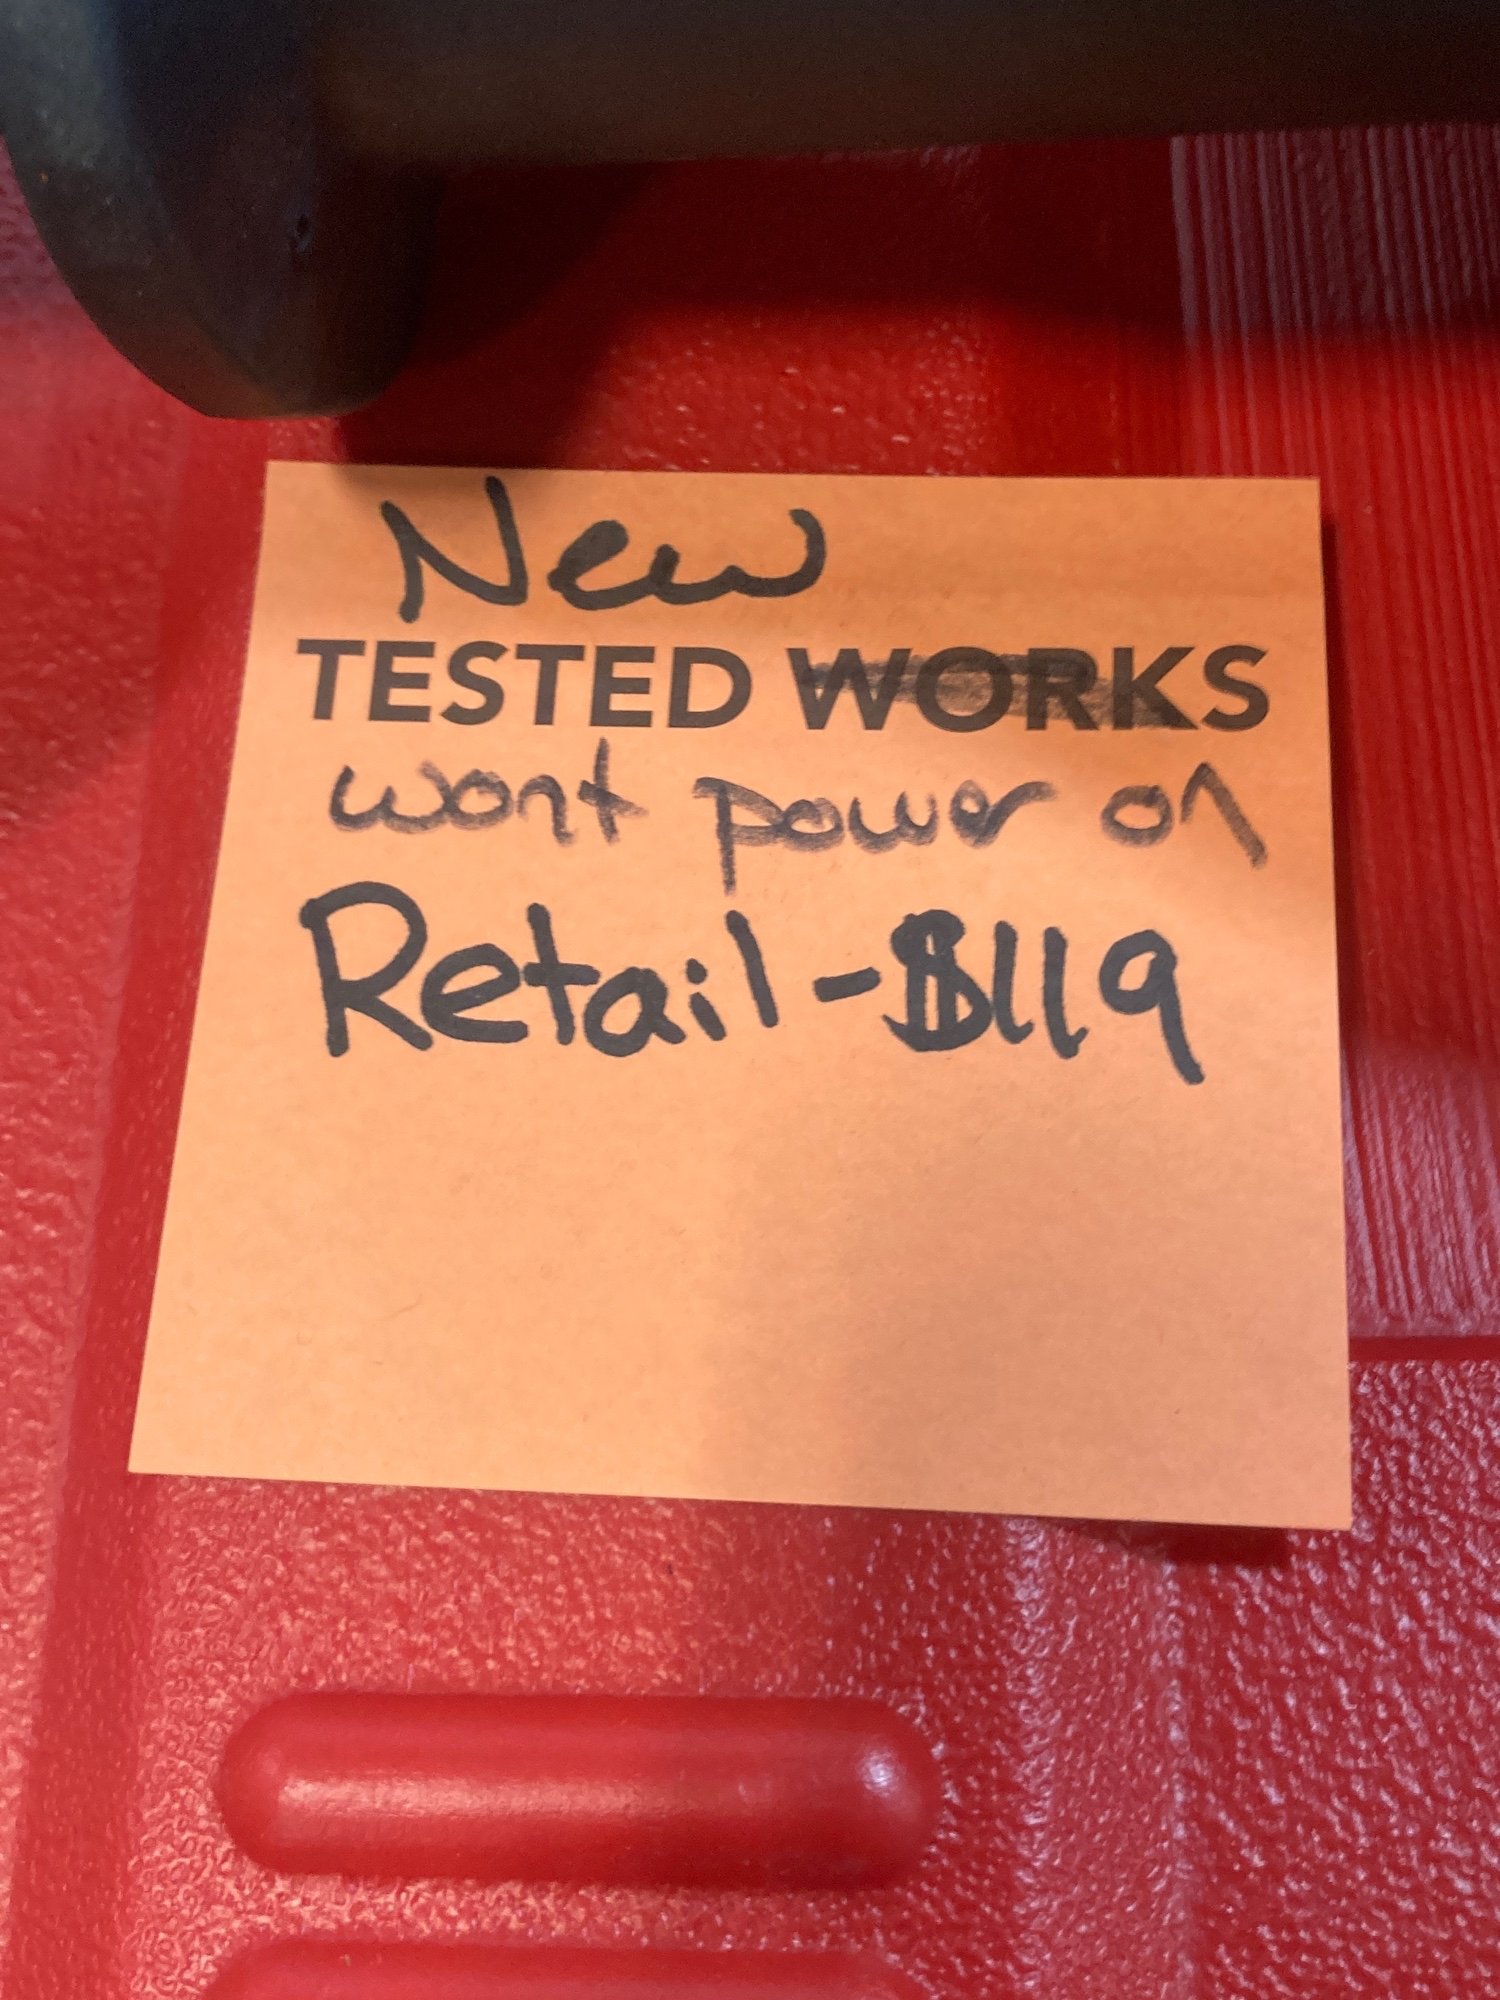 New
TESTED WORKS
wont power on
Retail-$119